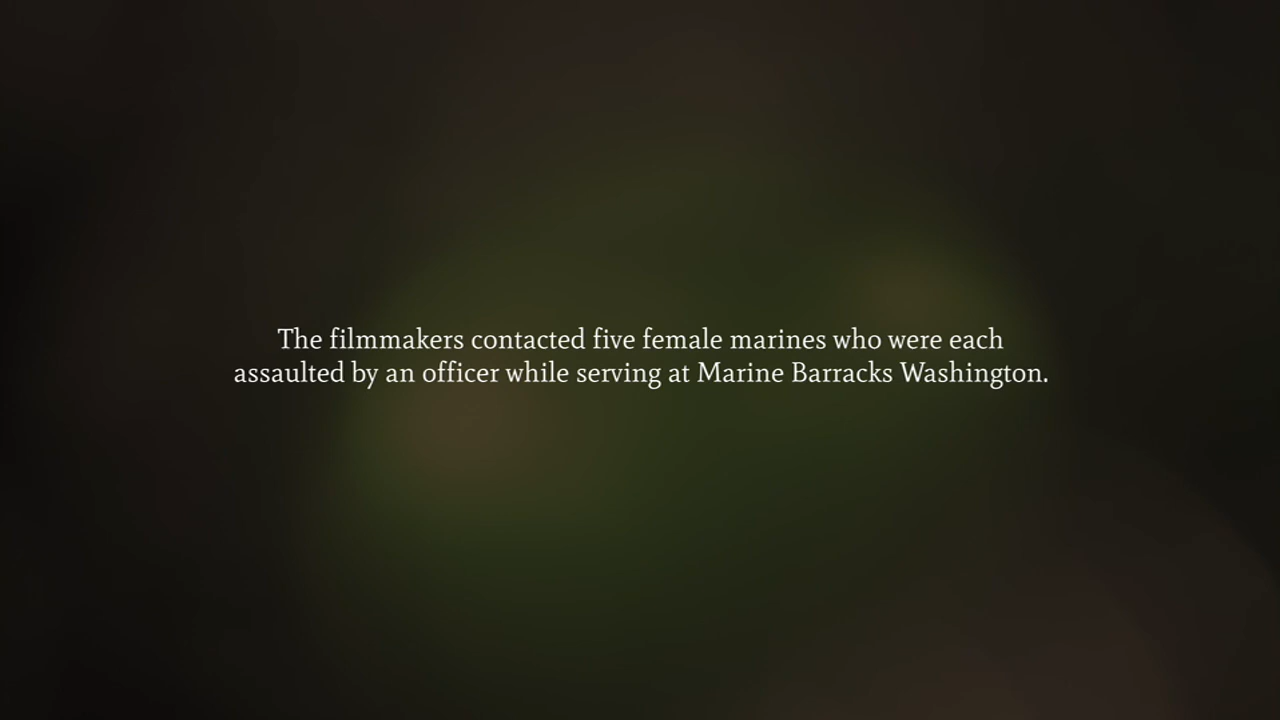 The filmmakers contacted five female marines who were each
assaulted by an officer while serving at Marine Barracks Washington.